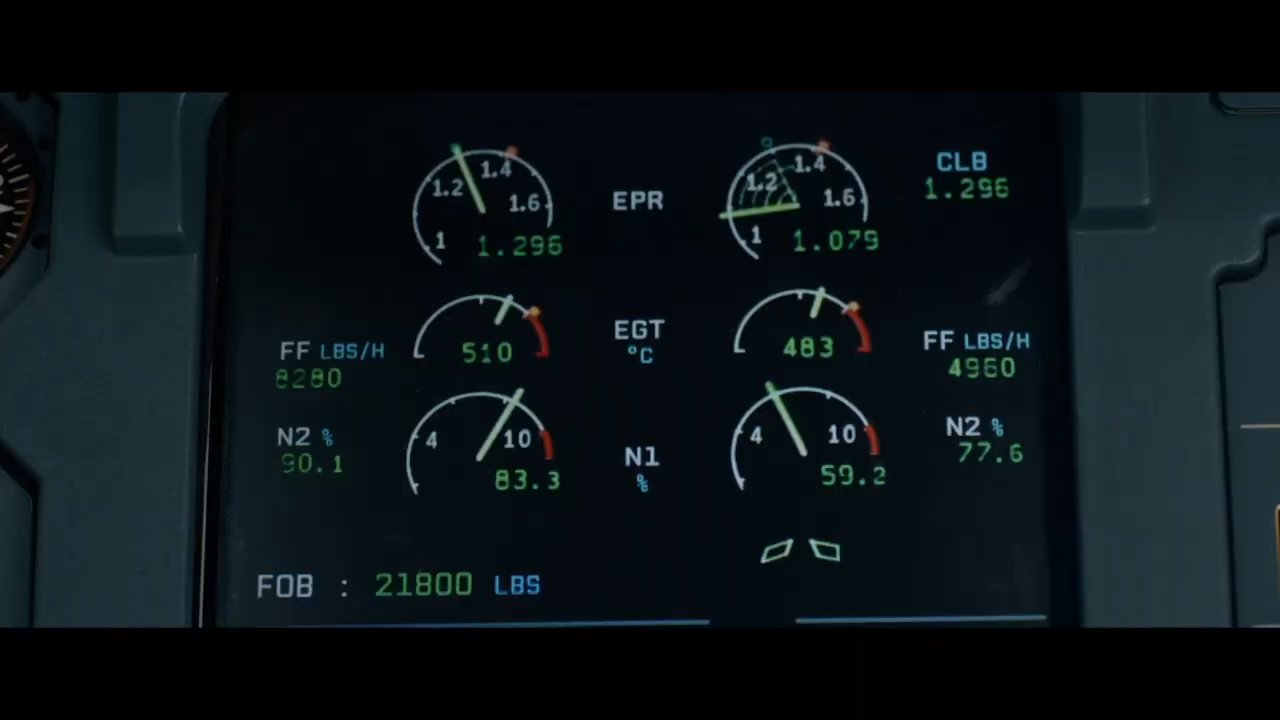 1 1.2 1.4 1.6
1.296
EPR
1 1.2 1.4 1.6
1.079
CLB
1.296
510
EGT
°C
483
FF LBS/H
8280
FF LBS/H
4960
N2 %
90.1
4 10
83.3
N1
%
4 10
59.2
N2 %
77.6
FOB : 21800 LBS